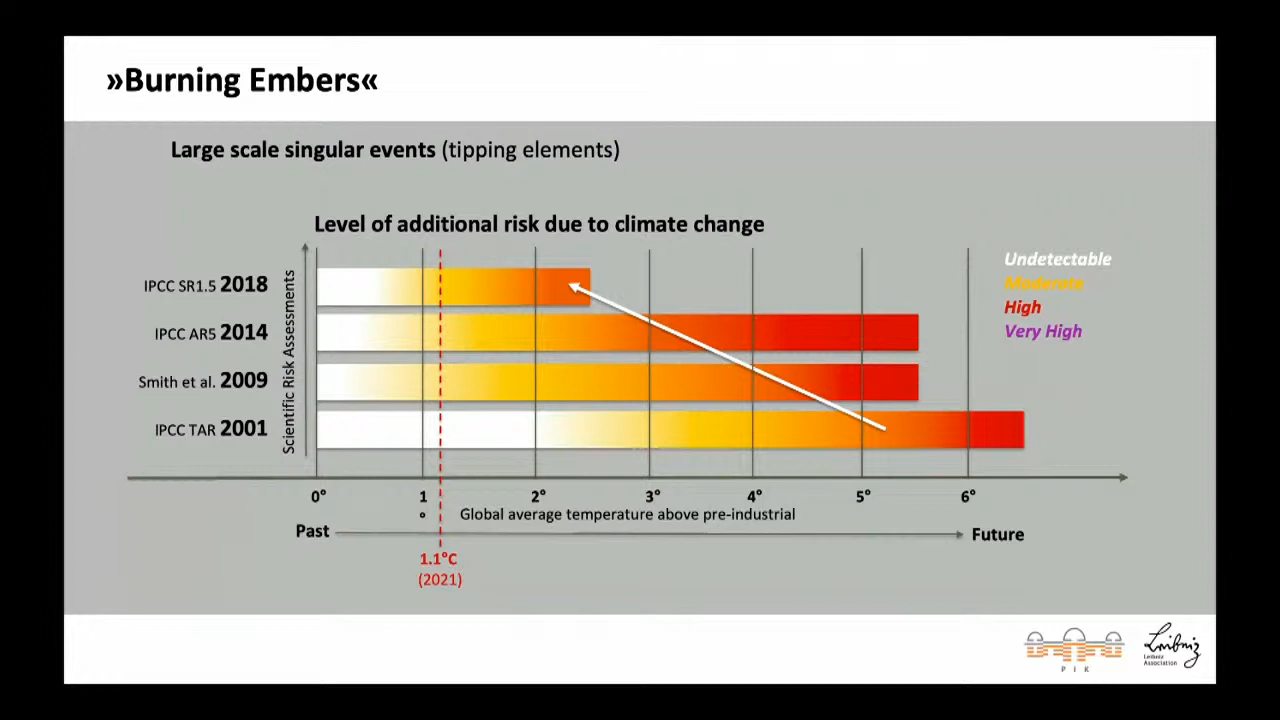 »Burning Embers«
Large scale singular events (tipping elements)
Level of additional risk due to climate change
Scientific Risk Assessments
IPCC SR1.5 2018
IPCC AR5 2014
Smith et al. 2009
IPCC TAR 2001
Undetectable
Moderate
High
Very High
0° 1° 2° 3° 4° 5° 6°
Global average temperature above pre-industrial
Past
Future
1.1°C
(2021)
P I K
Leibniz
Leibniz
Association